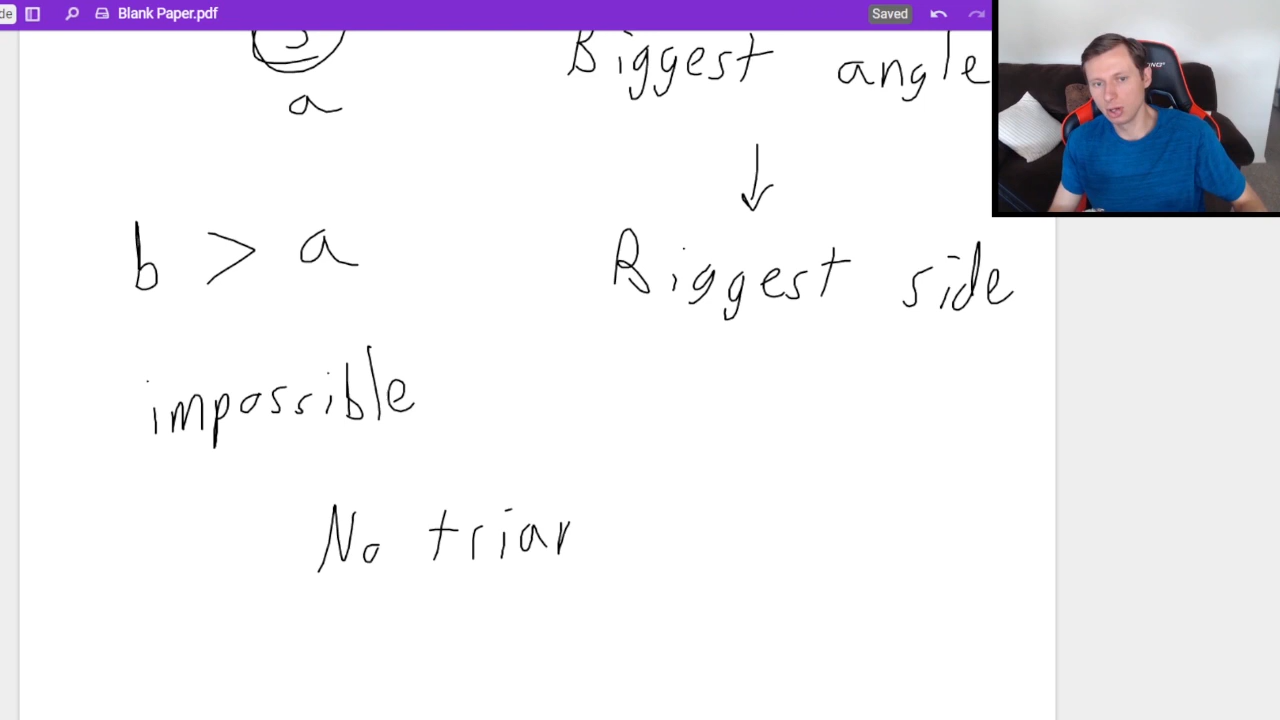 Blank Paper.pdf
Saved
Biggest angle
a
b > a
Biggest side
impossible
No triar